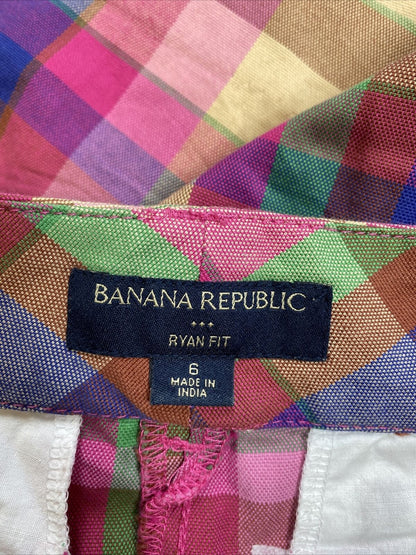 BANANA REPUBLIC
RYAN FIT
6
MADE IN
INDIA